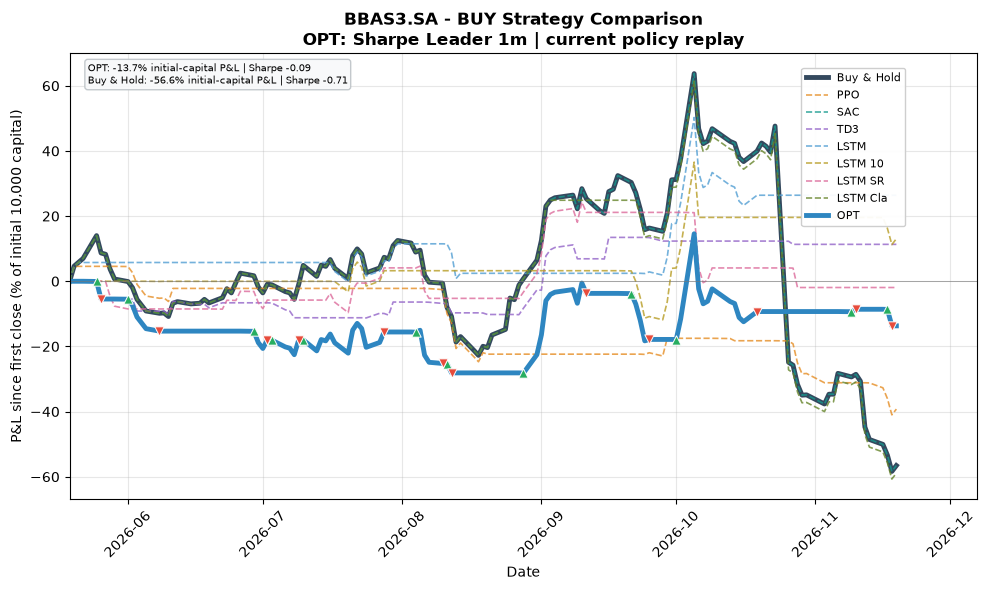 BBAS3.SA - BUY Strategy Comparison
OPT: Sharpe Leader 1m | current policy replay
OPT: -13.7% initial-capital P&L | Sharpe -0.09
Buy & Hold: -56.6% initial-capital P&L | Sharpe -0.71
Buy & Hold
PPO
SAC
TD3
LSTM
LSTM 10
LSTM SR
LSTM Cla
OPT
P&L since first close (% of initial 10,000 capital)
60
40
20
0
−20
−40
−60
2026-06
2026-07
2026-08
2026-09
2026-10
2026-11
2026-12
Date